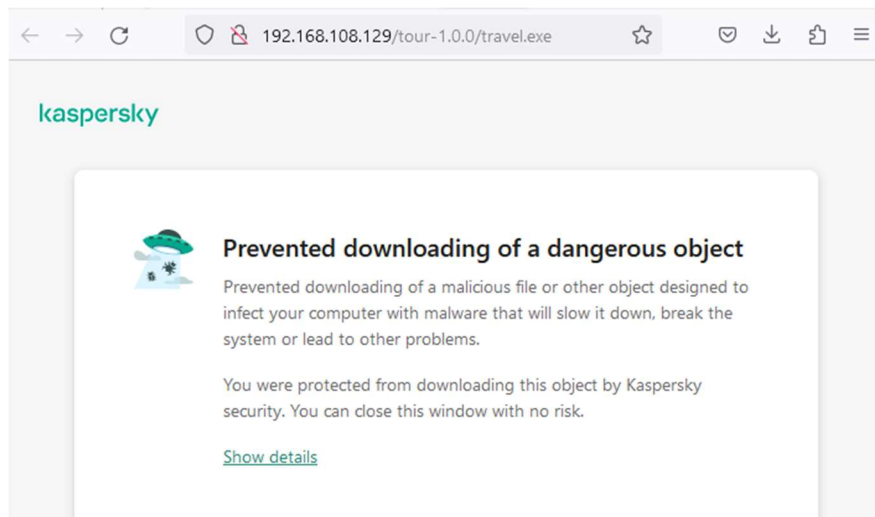 192.168.108.129/tour-1.0.0/travel.exe
kaspersky
Prevented downloading of a dangerous object
Prevented downloading of a malicious file or other object designed to
infect your computer with malware that will slow it down, break the
system or lead to other problems.
You were protected from downloading this object by Kaspersky
security. You can close this window with no risk.
Show details